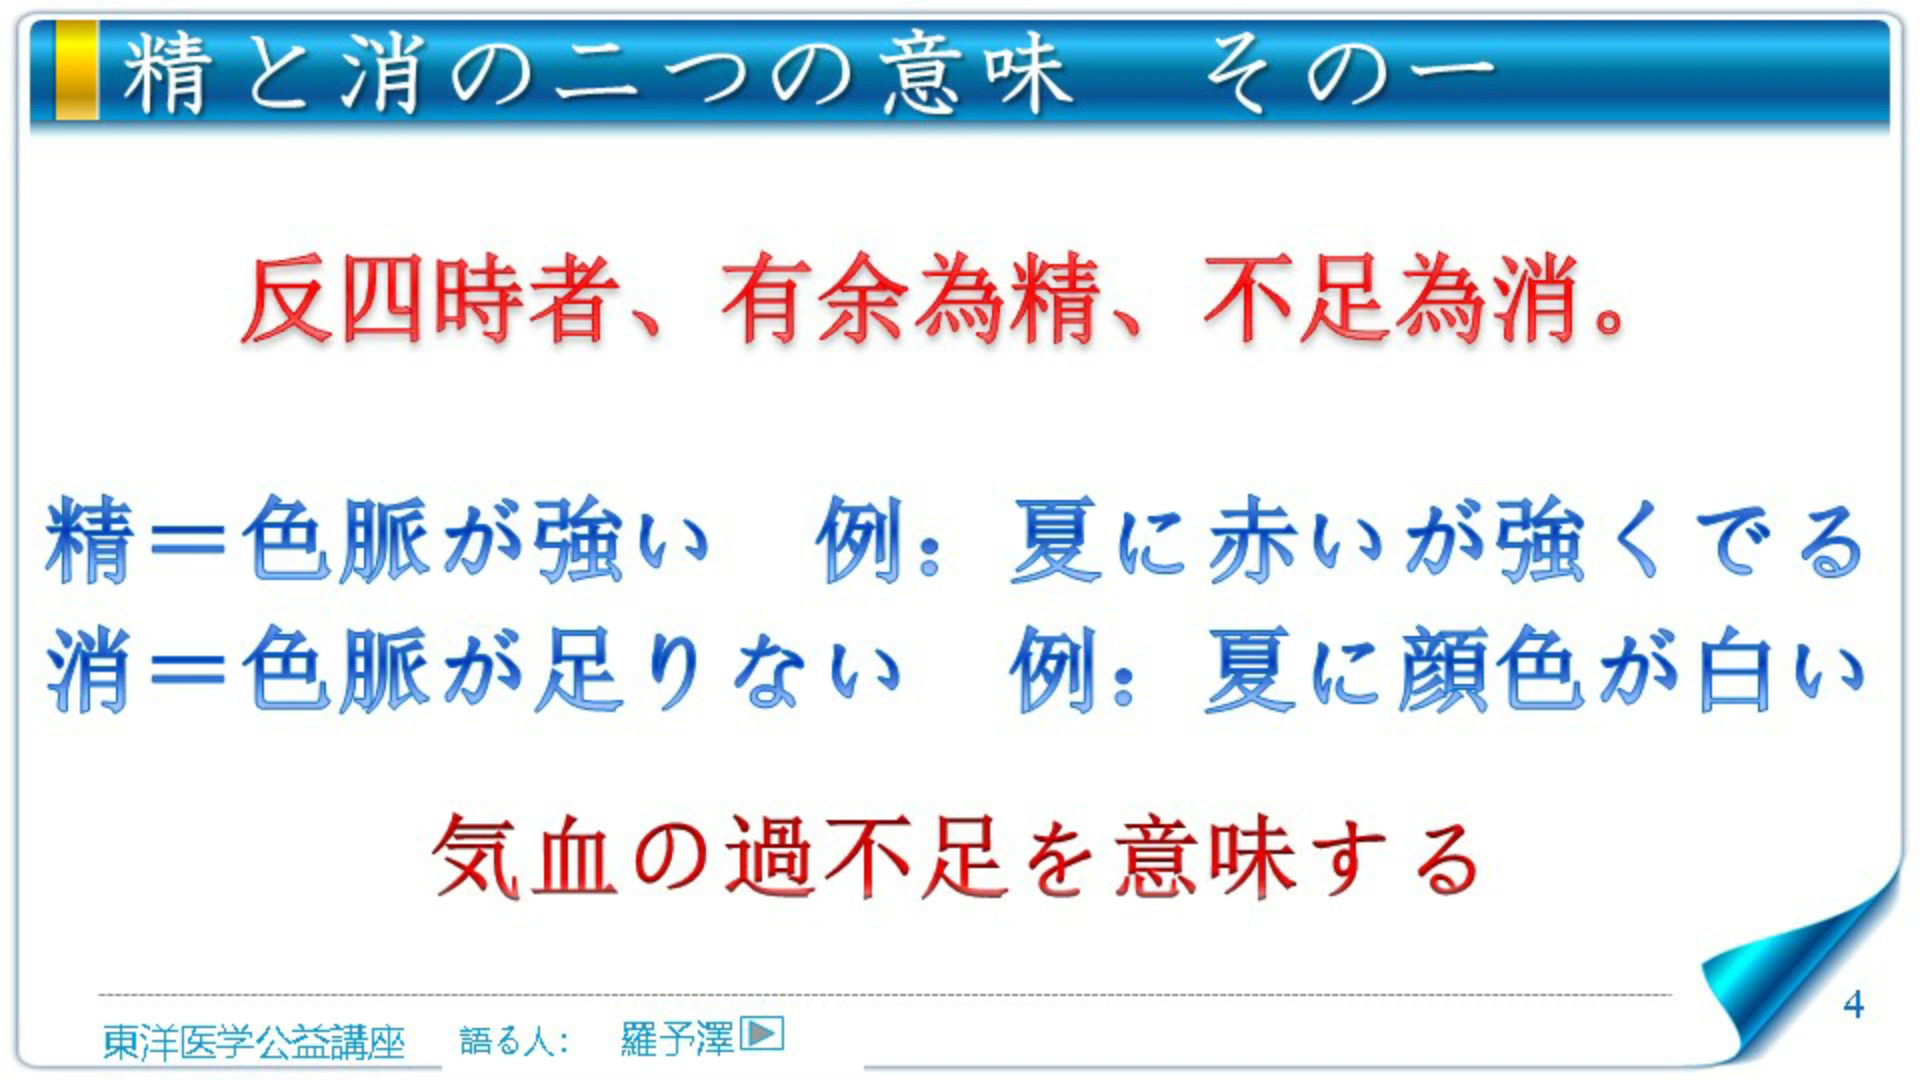 精と消の二つの意味　その一
反四時者、有余為精、不足為消。
精＝色脈が強い　例：夏に赤いが強くでる
消＝色脈が足りない　例：夏に顔色が白い
気血の過不足を意味する
東洋医学公益講座　語る人：　羅予澤
4